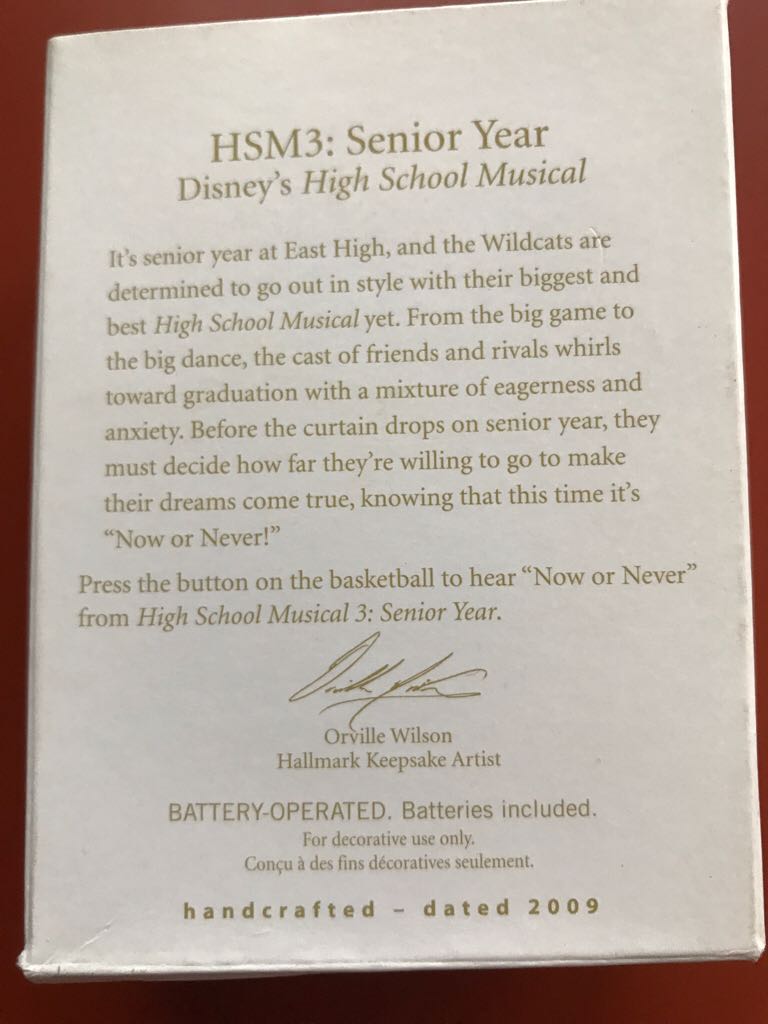 HSM3: Senior Year
Disney's High School Musical
It's senior year at East High, and the Wildcats are
determined to go out in style with their biggest and
best High School Musical yet. From the big game to
the big dance, the cast of friends and rivals whirls
toward graduation with a mixture of eagerness and
anxiety. Before the curtain drops on senior year, they
must decide how far they're willing to go to make
their dreams come true, knowing that this time it's
“Now or Never!”
Press the button on the basketball to hear “Now or Never”
from High School Musical 3: Senior Year.
Orville Wilson
Orville Wilson
Hallmark Keepsake Artist
BATTERY-OPERATED. Batteries included.
For decorative use only.
Conçu à des fins décoratives seulement.
handcrafted – dated 2009